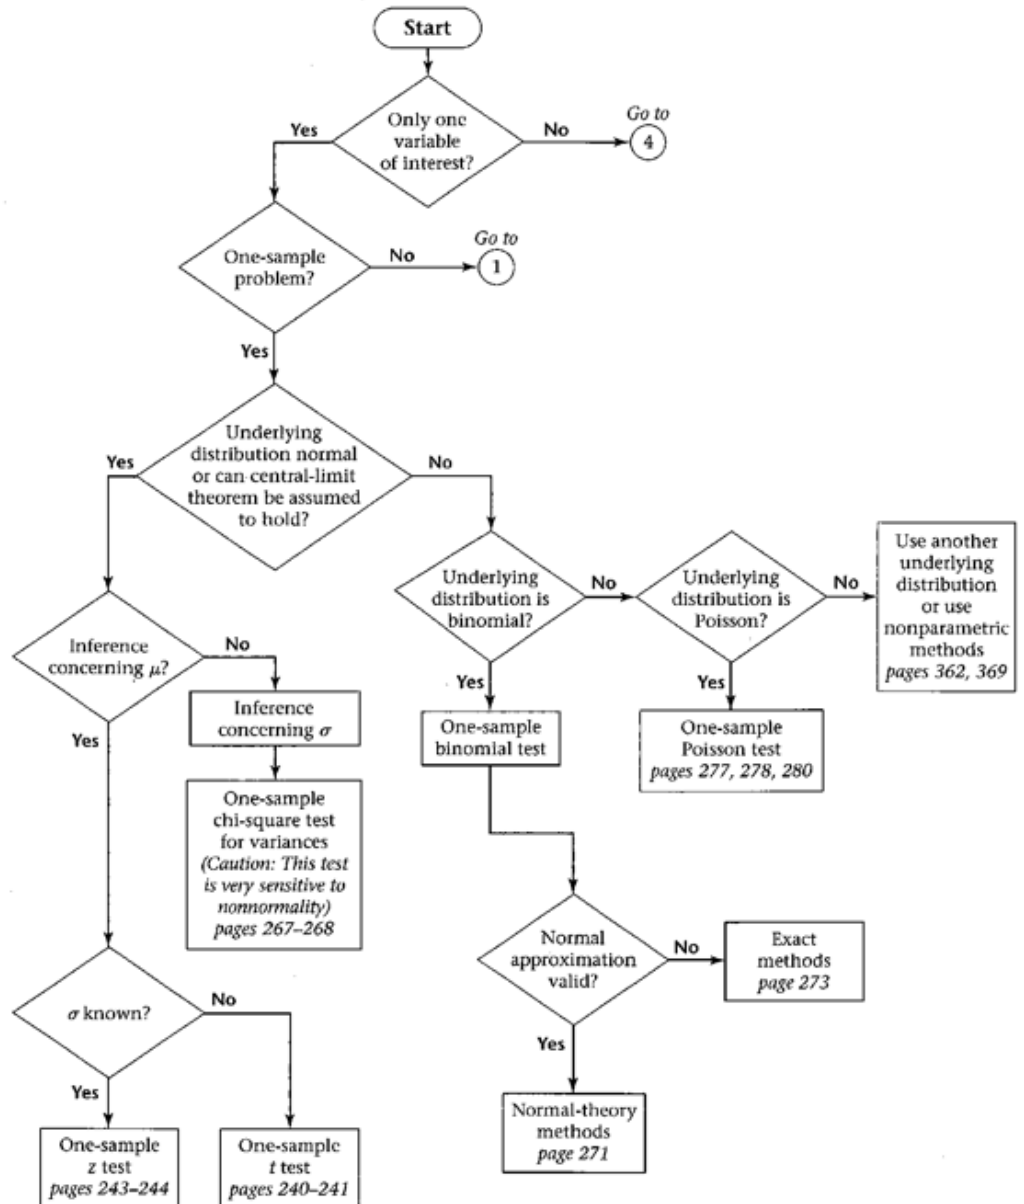 Start
Only one
variable
of interest?
Yes
No
Go to
4
One-sample
problem?
No
Go to
1
Yes
Underlying
distribution normal
or can central-limit
theorem be assumed
to hold?
Yes
No
Underlying
distribution is
binomial?
No
Underlying
distribution is
Poisson?
No
Use another
underlying
distribution
or use
nonparametric
methods
pages 362, 369
Inference
concerning μ?
No
Inference
concerning σ
Yes
One-sample
chi-square test
for variances
(Caution: This test
is very sensitive to
nonnormality)
pages 267–268
Yes
One-sample
binomial test
Yes
One-sample
Poisson test
pages 277, 278, 280
Normal
approximation
valid?
No
Exact
methods
page 273
Yes
Normal-theory
methods
page 271
σ known?
No
Yes
One-sample
z test
pages 243–244
One-sample
t test
pages 240–241